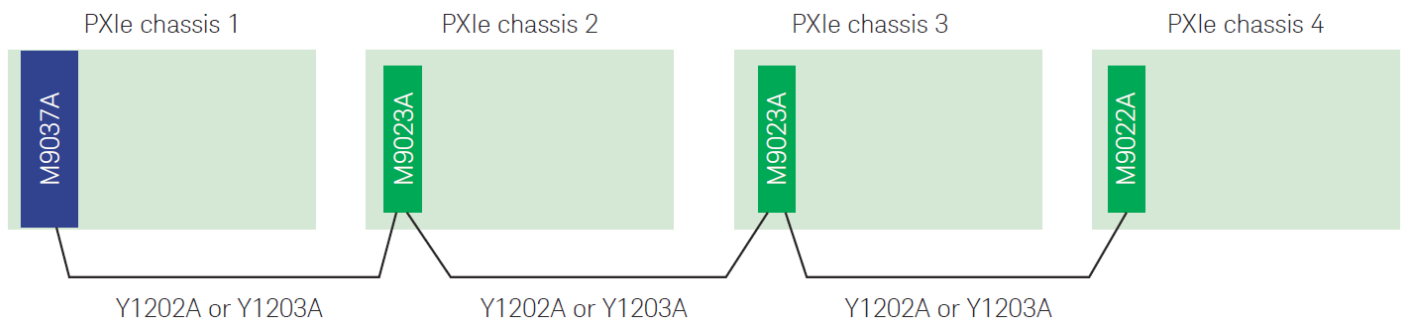 PXIe chassis 1
PXIe chassis 2
PXIe chassis 3
PXIe chassis 4
M9037A
M9023A
M9023A
M9022A
Y1202A or Y1203A
Y1202A or Y1203A
Y1202A or Y1203A